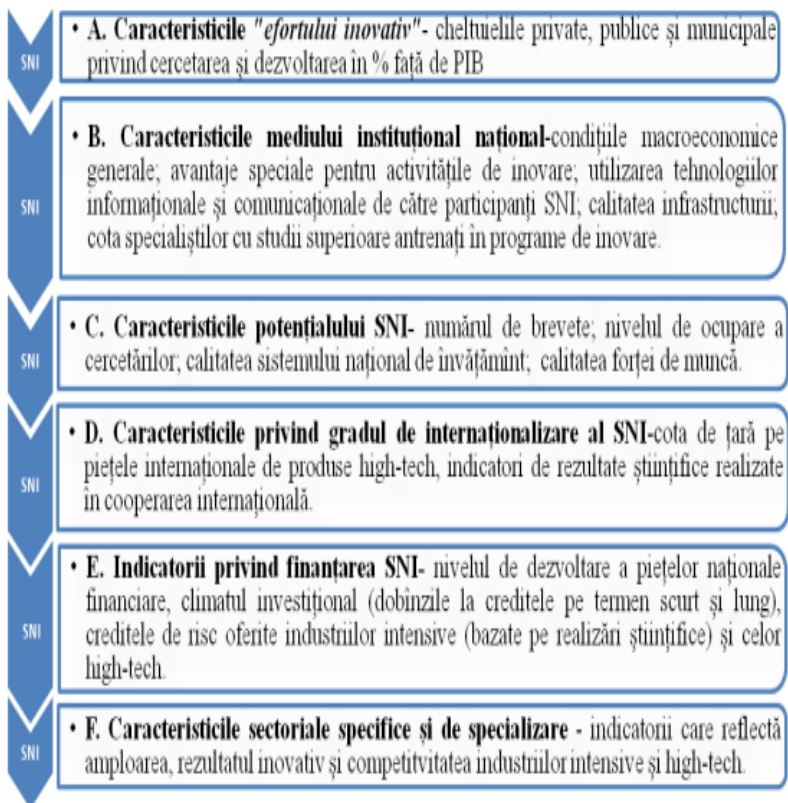 SNI
• A. Caracteristicile "efortului inovativ"- cheltuielile private, publice și municipale
privind cercetarea și dezvoltarea în % față de PIB
SNI
• B. Caracteristicile mediului instituțional național-condițiile macroeconomice
generale; avantaje speciale pentru activitățile de inovare; utilizarea tehnologiilor
informaționale și comunicaționale de către participanți SNI; calitatea infrastructurii;
cota specialiștilor cu studii superioare antrenați în programe de inovare.
SNI
• C. Caracteristicile potențialului SNI- numărul de brevete; nivelul de ocupare a
cercetărilor; calitatea sistemului național de învățămînt; calitatea forței de muncă.
SNI
• D. Caracteristicile privind gradul de internaționalizare al SNI-cota de țară pe
piețele internaționale de produse high-tech, indicatori de rezultate științifice realizate
în cooperarea internațională.
SNI
• E. Indicatorii privind finanțarea SNI- nivelul de dezvoltare a piețelor naționale
financiare, climatul investițional (dobînzile la creditele pe termen scurt și lung),
creditele de risc oferite industriilor intensive (bazate pe realizări științifice) și celor
high-tech.
SNI
• F. Caracteristicile sectoriale specifice și de specializare - indicatorii care reflectă
amploarea, rezultatul inovativ și competitvitatea industriilor intensive și high-tech.